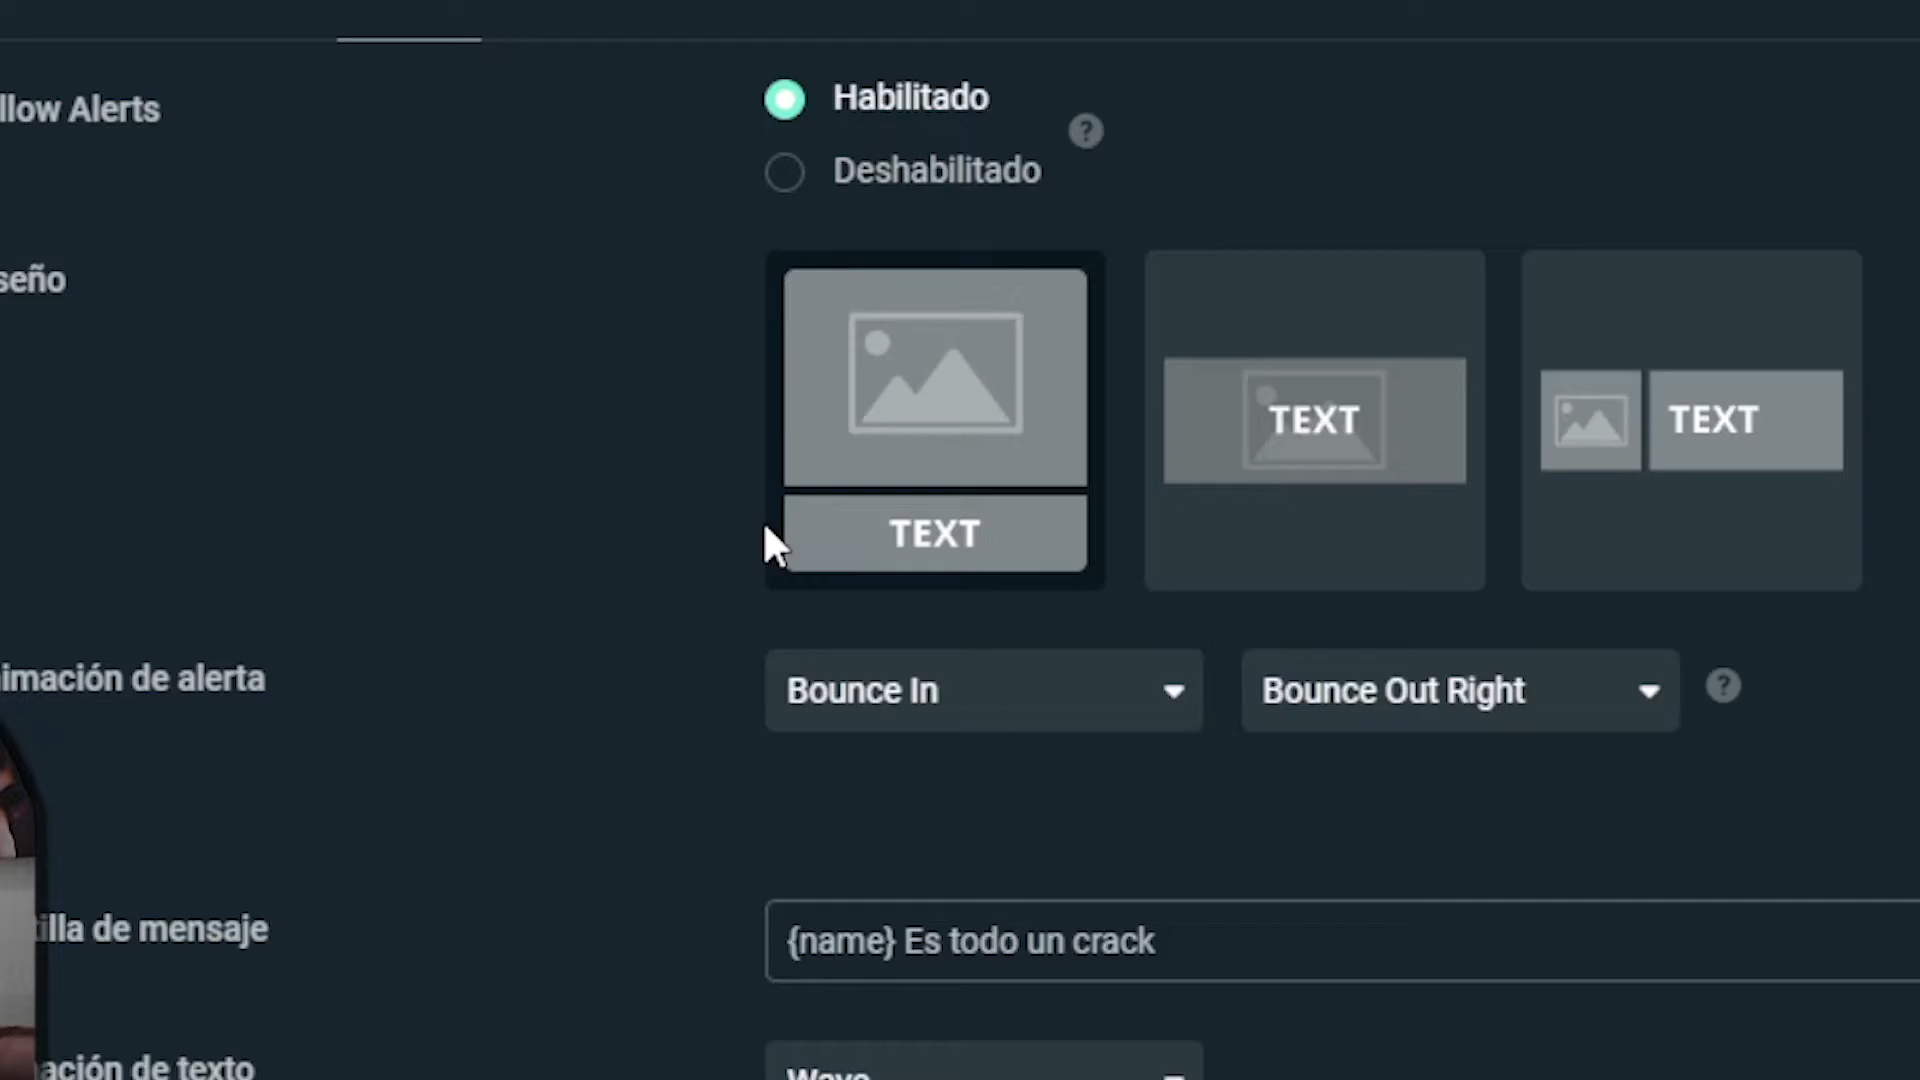 Habilitado
llow Alerts
Deshabilitado
seño
TEXT
TEXT
TEXT
imación de alerta
Bounce In
Bounce Out Right
illa de mensaje
{name} Es todo un crack
ación de texto
Wave